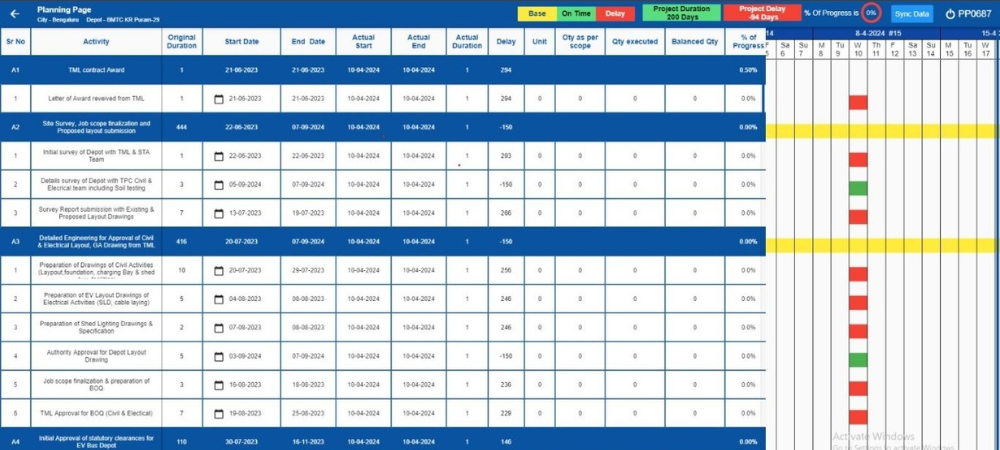 Planning Page
City - Bengaluru Depot - BMTC KR Puram-29
Base On Time Delay
Project Duration
200 Days
Project Delay
-94 Days
% Of Progress is 0%
Sync Data
PP0687
Sr No Activity Original Duration Start Date End Date Actual Start Actual End Actual Duration Delay Unit Qty as per scope Qty executed Balanced Qty % of Progress
14 8-4-2024 #15 15-4
F Sa Su M Tu W Th F Sa Su M Tu W
5 6 7 8 9 10 11 12 13 14 15 16 17
A1 TML contract Award 1 21-06-2023 21-06-2023 10-04-2024 10-04-2024 1 294 0.50%
1 Letter of Award reveived from TML 1 21-06-2023 21-06-2023 10-04-2024 10-04-2024 1 294 0 0 0 0 0.0%
A2 Site Survey, Job scope finalization and Proposed layout submission 444 22-06-2023 07-09-2024 10-04-2024 10-04-2024 1 -150 0.00%
1 Initial survey of Depot with TML & STA Team 1 22-06-2023 22-06-2023 10-04-2024 10-04-2024 1 293 0 0 0 0 0.0%
2 Details survey of Depot with TPC Civil & Elecrical team including Soil testing 3 05-09-2024 07-09-2024 10-04-2024 10-04-2024 1 -150 0 0 0 0 0.0%
3 Survey Report submission with Existing & Proposed Layout Drawings 7 13-07-2023 19-07-2023 10-04-2024 10-04-2024 1 266 0 0 0 0 0.0%
A3 Detailed Engineering for Approval of Civil & Electrical Layout, GA Drawing from TML 416 20-07-2023 07-09-2024 10-04-2024 10-04-2024 1 -150 0.00%
1 Preparation of Drawings of Civil Activities (Laypout,foundation, charging Bay & shed 10 20-07-2023 29-07-2023 10-04-2024 10-04-2024 1 256 0 0 0 0 0.0%
2 Preparation of EV Layout Drawings of Electrical Activities (SLD, cable laying) 5 04-08-2023 08-08-2023 10-04-2024 10-04-2024 1 246 0 0 0 0 0.0%
3 Preparation of Shed Lighting Drawings & Specification 2 07-08-2023 08-08-2023 10-04-2024 10-04-2024 1 246 0 0 0 0 0.0%
4 Authority Approval for Depot Layout Drawing 5 03-09-2024 07-09-2024 10-04-2024 10-04-2024 1 -150 0 0 0 0 0.0%
5 Job scope finalization & preparation of BOQ 3 16-08-2023 18-08-2023 10-04-2024 10-04-2024 1 236 0 0 0 0 0.0%
6 TML Approval for BOQ (Civil & Electical) 7 19-08-2023 25-08-2023 10-04-2024 10-04-2024 1 229 0 0 0 0 0.0%
A4 Initial Approval of statutory clearances for EV Bus Depot 110 30-07-2023 16-11-2023 10-04-2024 10-04-2024 1 146 0.00%
Activate Windows
Go to Settings to activate Windows.